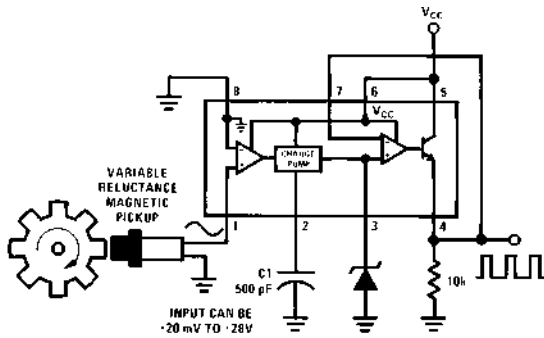 VCC
8
7
6
5
VCC
CHARGE
PUMP
VARIABLE
RELUCTANCE
MAGNETIC
PICKUP
1
2
3
4
C1
500 pF
10k
INPUT CAN BE
·20 mV TO ·28V